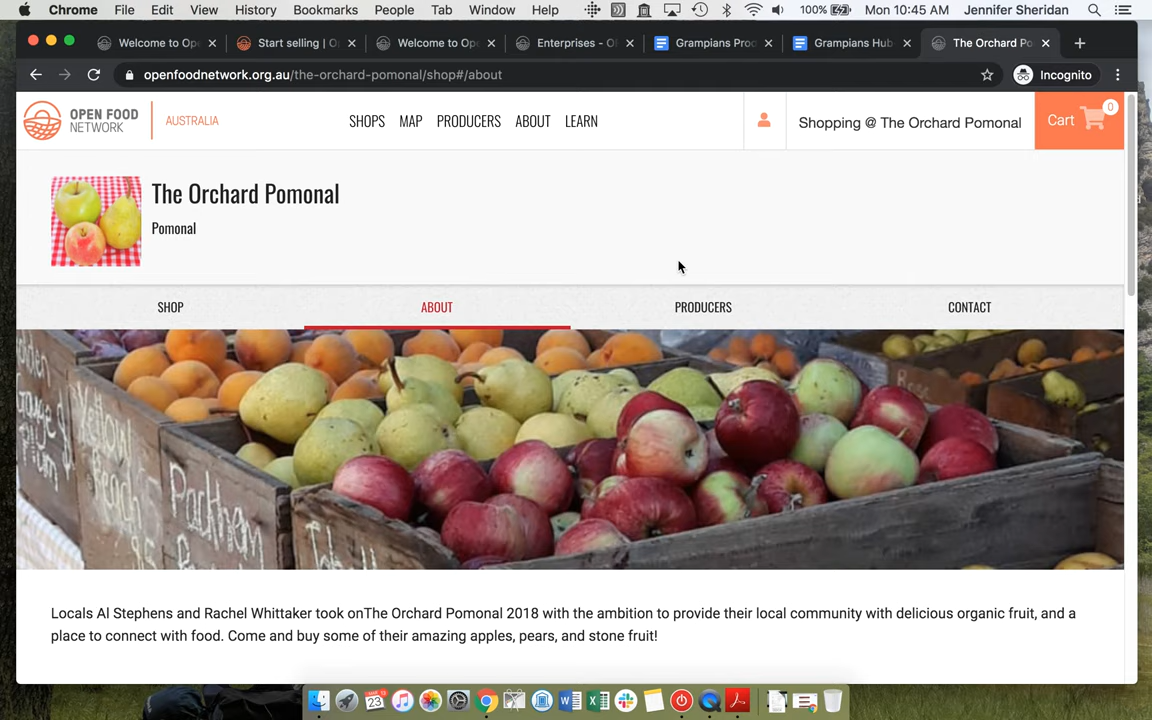 Chrome File Edit View History Bookmarks People Tab Window Help 100% Mon 10:45 AM Jennifer Sheridan
Welcome to Op Start selling | O Welcome to Op Enterprises - O Grampians Pro Grampians Hub The Orchard Po
openfoodnetwork.org.au/the-orchard-pomonal/shop#/about Incognito
OPEN FOOD NETWORK AUSTRALIA SHOPS MAP PRODUCERS ABOUT LEARN Shopping @ The Orchard Pomonal Cart 0
The Orchard Pomonal
Pomonal
SHOP ABOUT PRODUCERS CONTACT
Yellow
Packham
Locals Al Stephens and Rachel Whittaker took onThe Orchard Pomonal 2018 with the ambition to provide their local community with delicious organic fruit, and a
place to connect with food. Come and buy some of their amazing apples, pears, and stone fruit!
23